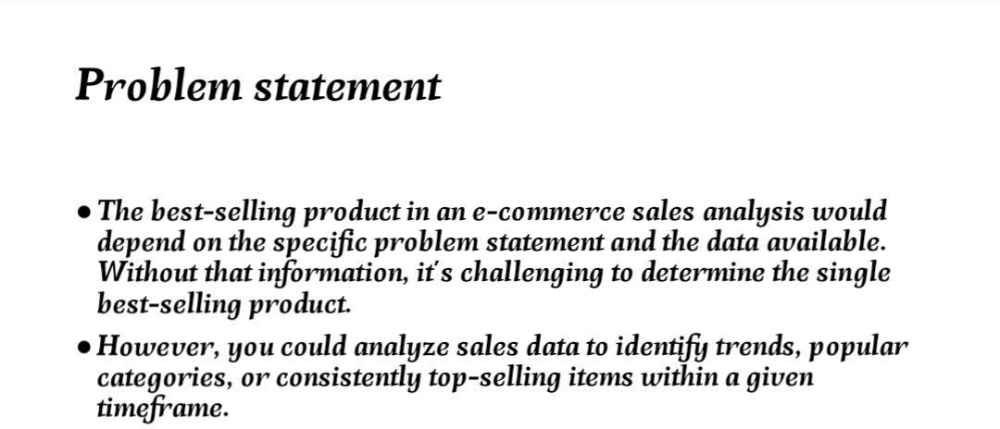 Problem statement
● The best-selling product in an e-commerce sales analysis would
depend on the specific problem statement and the data available.
Without that information, it's challenging to determine the single
best-selling product.
● However, you could analyze sales data to identify trends, popular
categories, or consistently top-selling items within a given
timeframe.